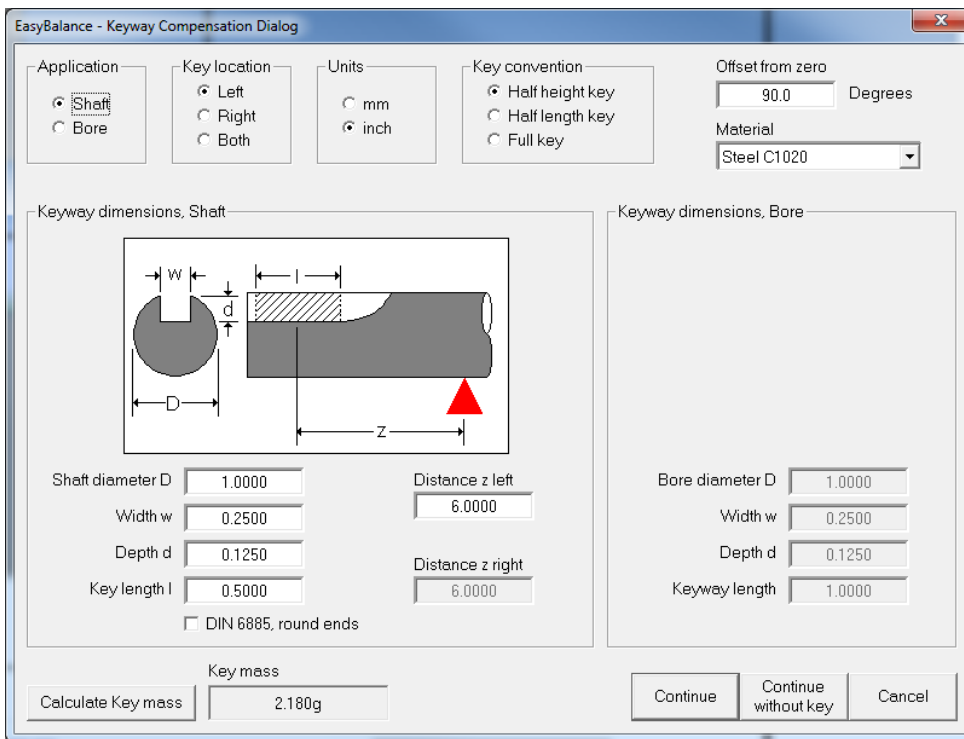 EasyBalance - Keyway Compensation Dialog
Application
Shaft
Bore
Key location
Left
Right
Both
Units
mm
inch
Key convention
Half height key
Half length key
Full key
Offset from zero
90.0 Degrees
Material
Steel C1020
Keyway dimensions, Shaft
w
l
d
D
z
Shaft diameter D 1.0000
Width w 0.2500
Depth d 0.1250
Key length l 0.5000
DIN 6885, round ends
Distance z left
6.0000
Distance z right
6.0000
Keyway dimensions, Bore
Bore diameter D 1.0000
Width w 0.2500
Depth d 0.1250
Keyway length 1.0000
Calculate Key mass
Key mass
2.180g
Continue
Continue
without key
Cancel